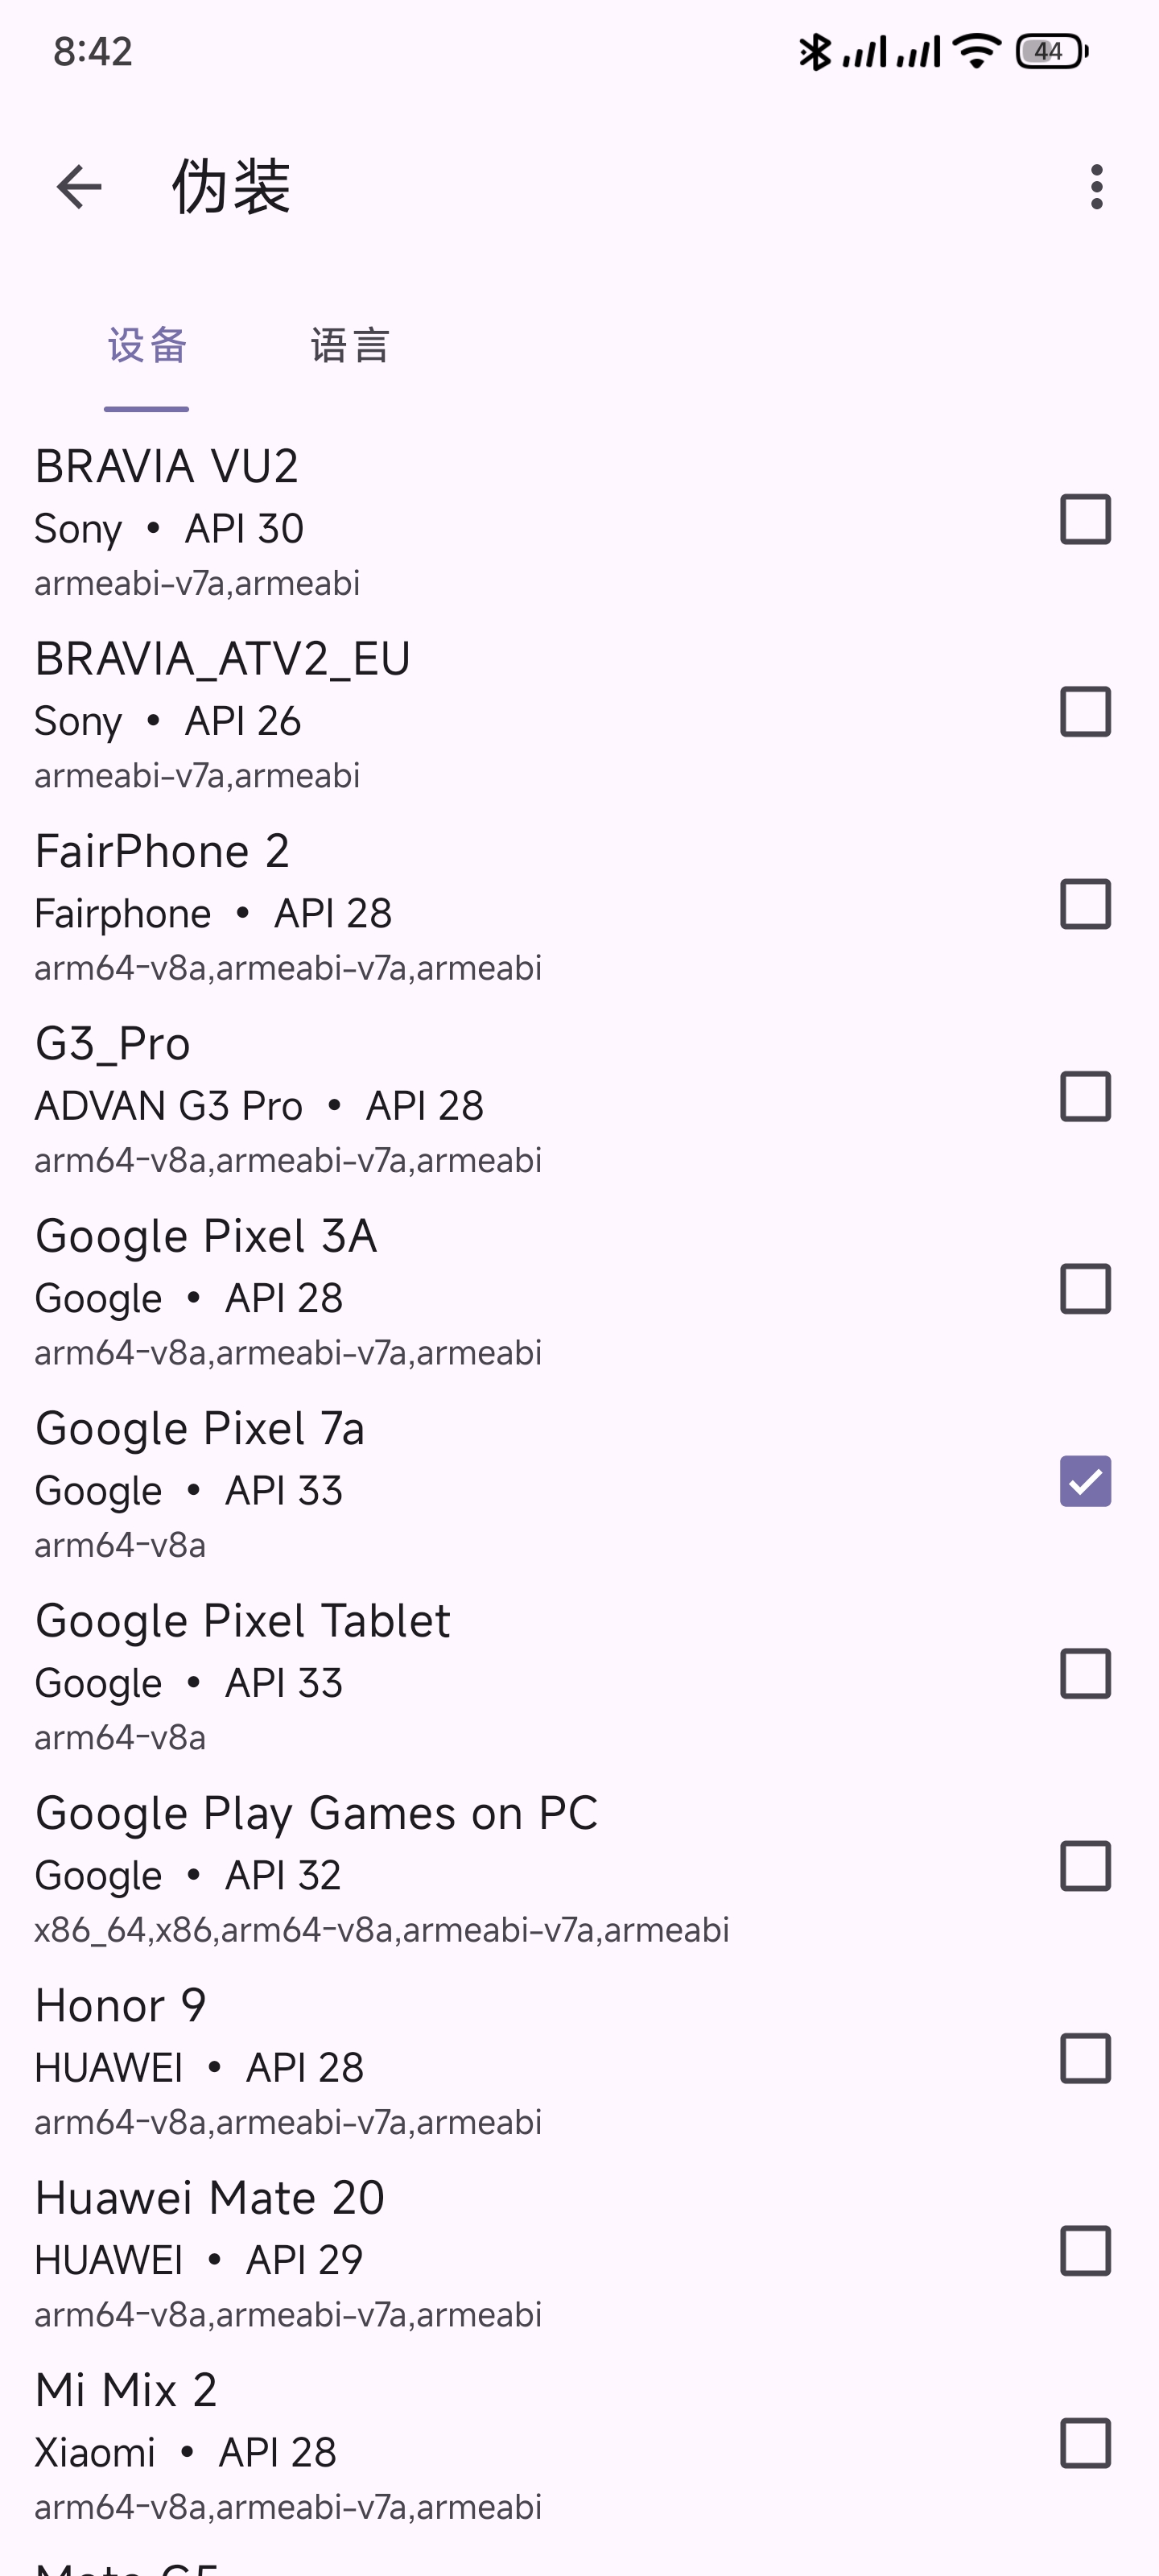 8:42
44
伪装
设备
语言
BRAVIA VU2
Sony • API 30
armeabi-v7a,armeabi
BRAVIA_ATV2_EU
Sony • API 26
armeabi-v7a,armeabi
FairPhone 2
Fairphone • API 28
arm64-v8a,armeabi-v7a,armeabi
G3_Pro
ADVAN G3 Pro • API 28
arm64-v8a,armeabi-v7a,armeabi
Google Pixel 3A
Google • API 28
arm64-v8a,armeabi-v7a,armeabi
Google Pixel 7a
Google • API 33
arm64-v8a
Google Pixel Tablet
Google • API 33
arm64-v8a
Google Play Games on PC
Google • API 32
x86_64,x86,arm64-v8a,armeabi-v7a,armeabi
Honor 9
HUAWEI • API 28
arm64-v8a,armeabi-v7a,armeabi
Huawei Mate 20
HUAWEI • API 29
arm64-v8a,armeabi-v7a,armeabi
Mi Mix 2
Xiaomi • API 28
arm64-v8a,armeabi-v7a,armeabi